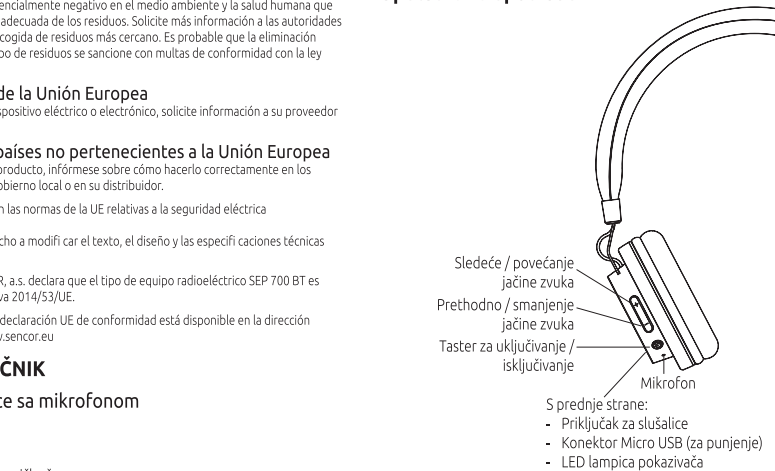 encialmente negativo en el medio ambiente y la salud humana que
adecuada de los residuos. Solicite más información a las autoridades
cogida de residuos más cercano. Es probable que la eliminación
po de residuos se sancione con multas de conformidad con la ley
de la Unión Europea
spositivo eléctrico o electrónico, solicite información a su proveedor
países no pertenecientes a la Unión Europea
producto, infórmese sobre cómo hacerlo correctamente en los
obierno local o en su distribuidor.
n las normas de la UE relativas a la seguridad eléctrica
cho a modifi car el texto, el diseño y las especifi caciones técnicas
R, a.s. declara que el tipo de equipo radioeléctrico SEP 700 BT es
va 2014/53/UE.
declaración UE de conformidad está disponible en la dirección
w.sencor.eu
ČNIK
ce sa mikrofonom
Sledeće / povećanje
jačine zvuka
Prethodno / smanjenje
jačine zvuka
Taster za uključivanje /
isključivanje
Mikrofon
S prednje strane:
- Priključak za slušalice
- Konektor Micro USB (za punjenje)
- LED lampica pokazivača